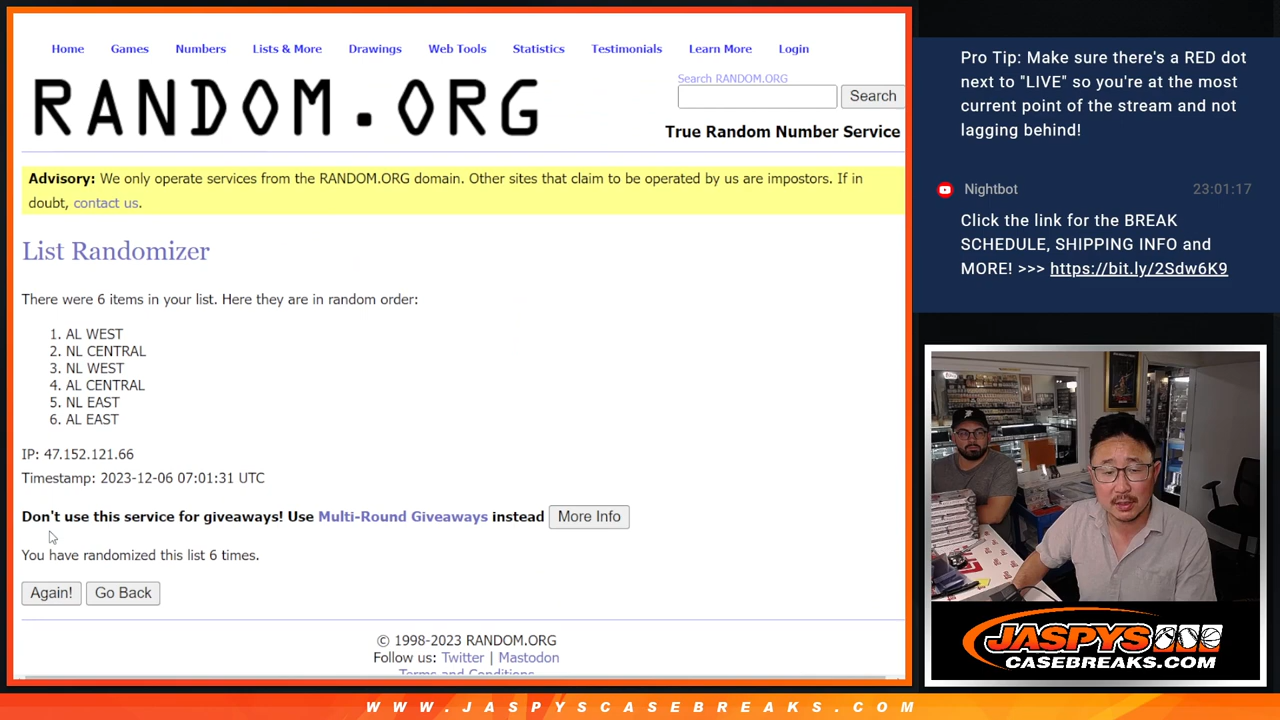 Home Games Numbers Lists & More Drawings Web Tools Statistics Testimonials Learn More Login
RANDOM.ORG
Search RANDOM.ORG
Search
True Random Number Service
Advisory: We only operate services from the RANDOM.ORG domain. Other sites that claim to be operated by us are impostors. If in
doubt, contact us.
List Randomizer
There were 6 items in your list. Here they are in random order:
1. AL WEST
2. NL CENTRAL
3. NL WEST
4. AL CENTRAL
5. NL EAST
6. AL EAST
IP: 47.152.121.66
Timestamp: 2023-12-06 07:01:31 UTC
Don't use this service for giveaways! Use Multi-Round Giveaways instead More Info
You have randomized this list 6 times.
Again! Go Back
© 1998-2023 RANDOM.ORG
Follow us: Twitter | Mastodon
Terms and Conditions
Pro Tip: Make sure there's a RED dot
next to "LIVE" so you're at the most
current point of the stream and not
lagging behind!
Nightbot 23:01:17
Click the link for the BREAK
SCHEDULE, SHIPPING INFO and
MORE! >>> https://bit.ly/2Sdw6K9
JASPYS
CASEBREAKS.COM
WWW.JASPYSCASEBREAKS.COM